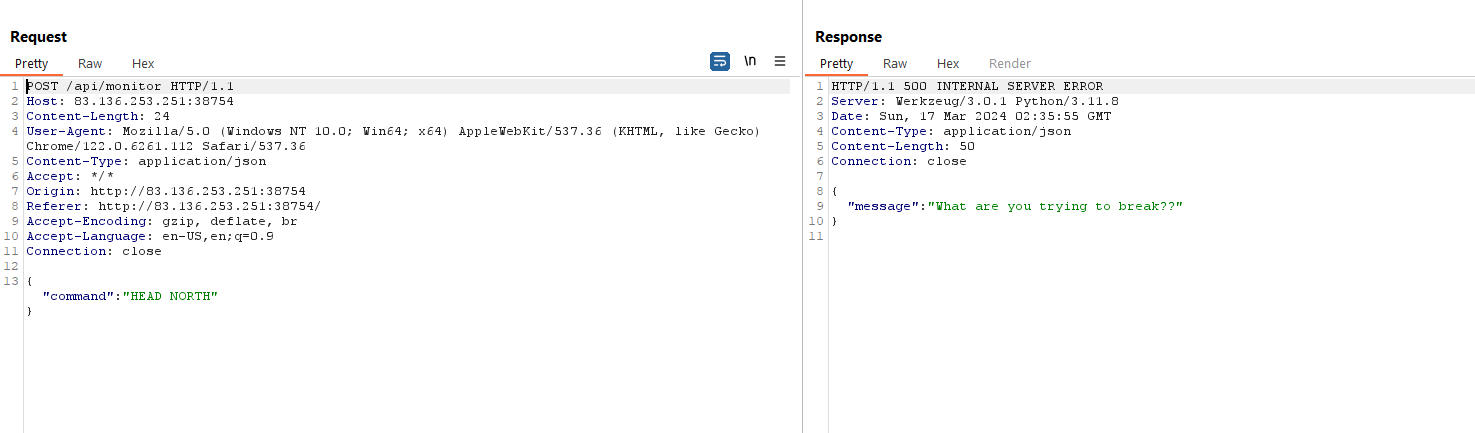 Request
Pretty Raw Hex \n
1 POST /api/monitor HTTP/1.1
2 Host: 83.136.253.251:38754
3 Content-Length: 24
4 User-Agent: Mozilla/5.0 (Windows NT 10.0; Win64; x64) AppleWebKit/537.36 (KHTML, like Gecko)
Chrome/122.0.6261.112 Safari/537.36
5 Content-Type: application/json
6 Accept: */*
7 Origin: http://83.136.253.251:38754
8 Referer: http://83.136.253.251:38754/
9 Accept-Encoding: gzip, deflate, br
10 Accept-Language: en-US,en;q=0.9
11 Connection: close
12
13 {
"command":"HEAD NORTH"
}
Response
Pretty Raw Hex Render
1 HTTP/1.1 500 INTERNAL SERVER ERROR
2 Server: Werkzeug/3.0.1 Python/3.11.8
3 Date: Sun, 17 Mar 2024 02:35:55 GMT
4 Content-Type: application/json
5 Content-Length: 50
6 Connection: close
7
8 {
9 "message":"What are you trying to break??"
10 }
11